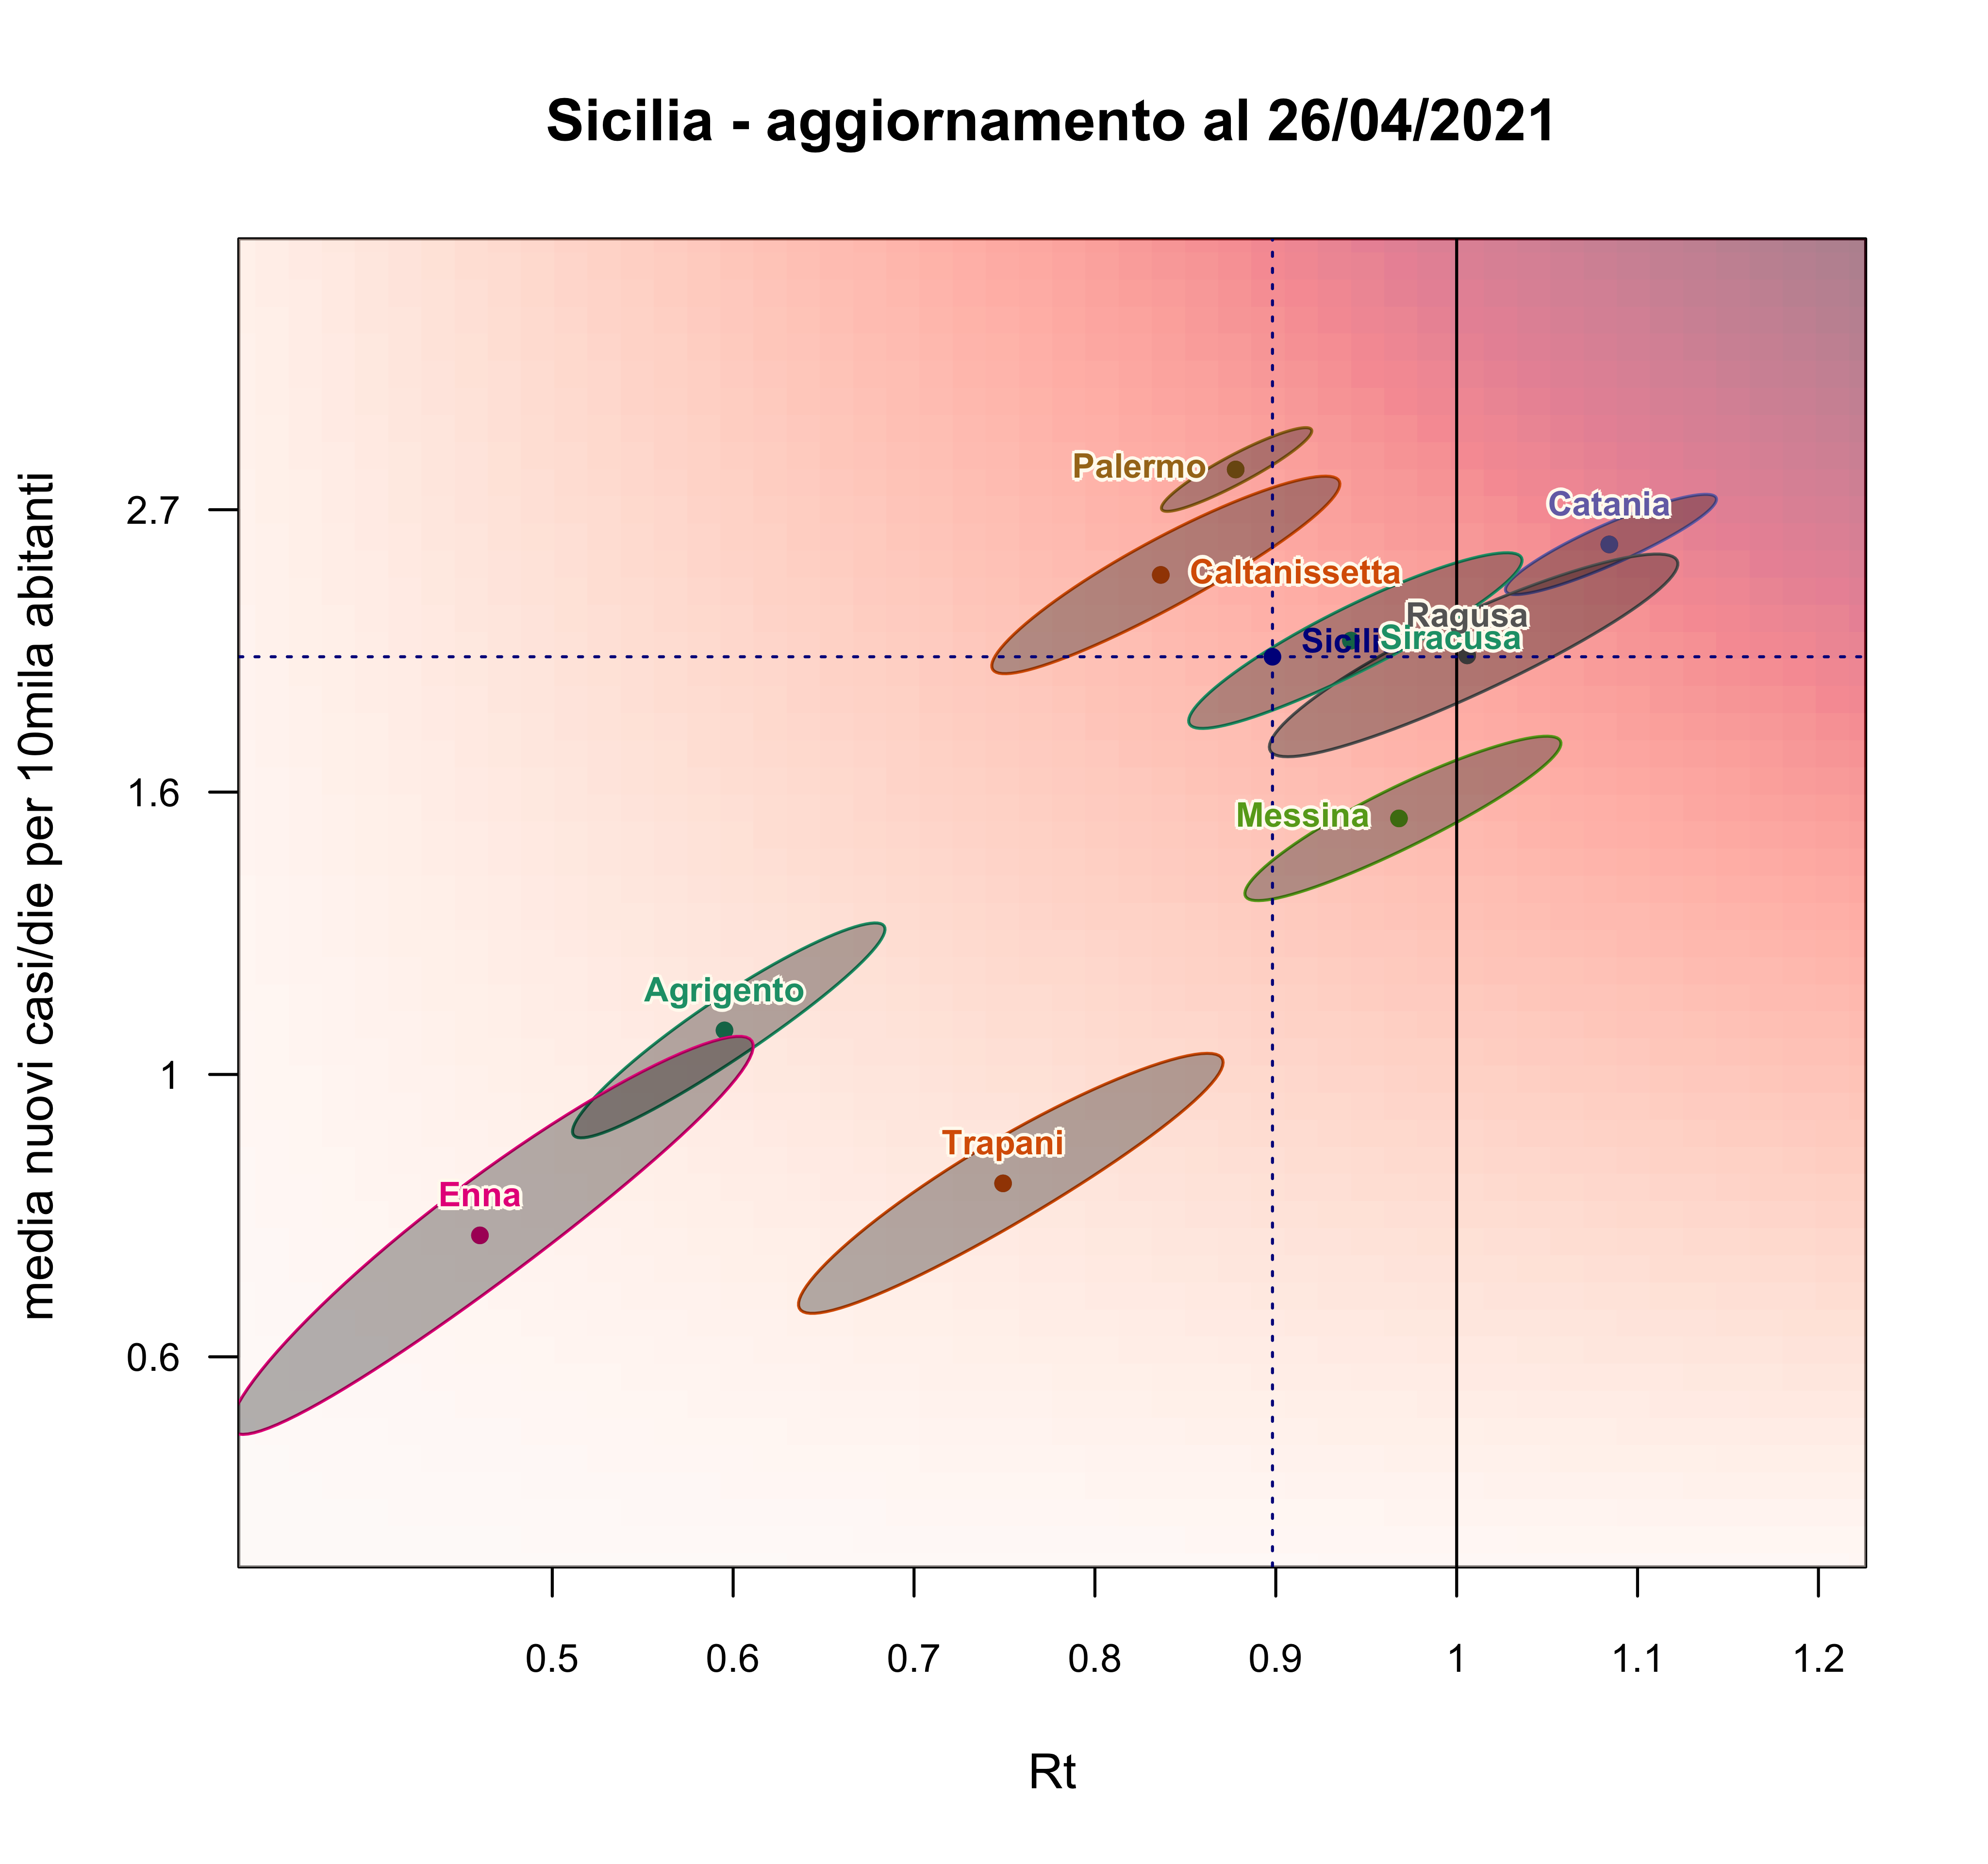 Sicilia - aggiornamento al 26/04/2021
media nuovi casi/die per 10mila abitanti
2.7
1.6
1
0.6
Palermo
Catania
Caltanissetta
Ragusa
Sicili
Siracusa
Messina
Agrigento
Trapani
Enna
0.5 0.6 0.7 0.8 0.9 1 1.1 1.2
Rt